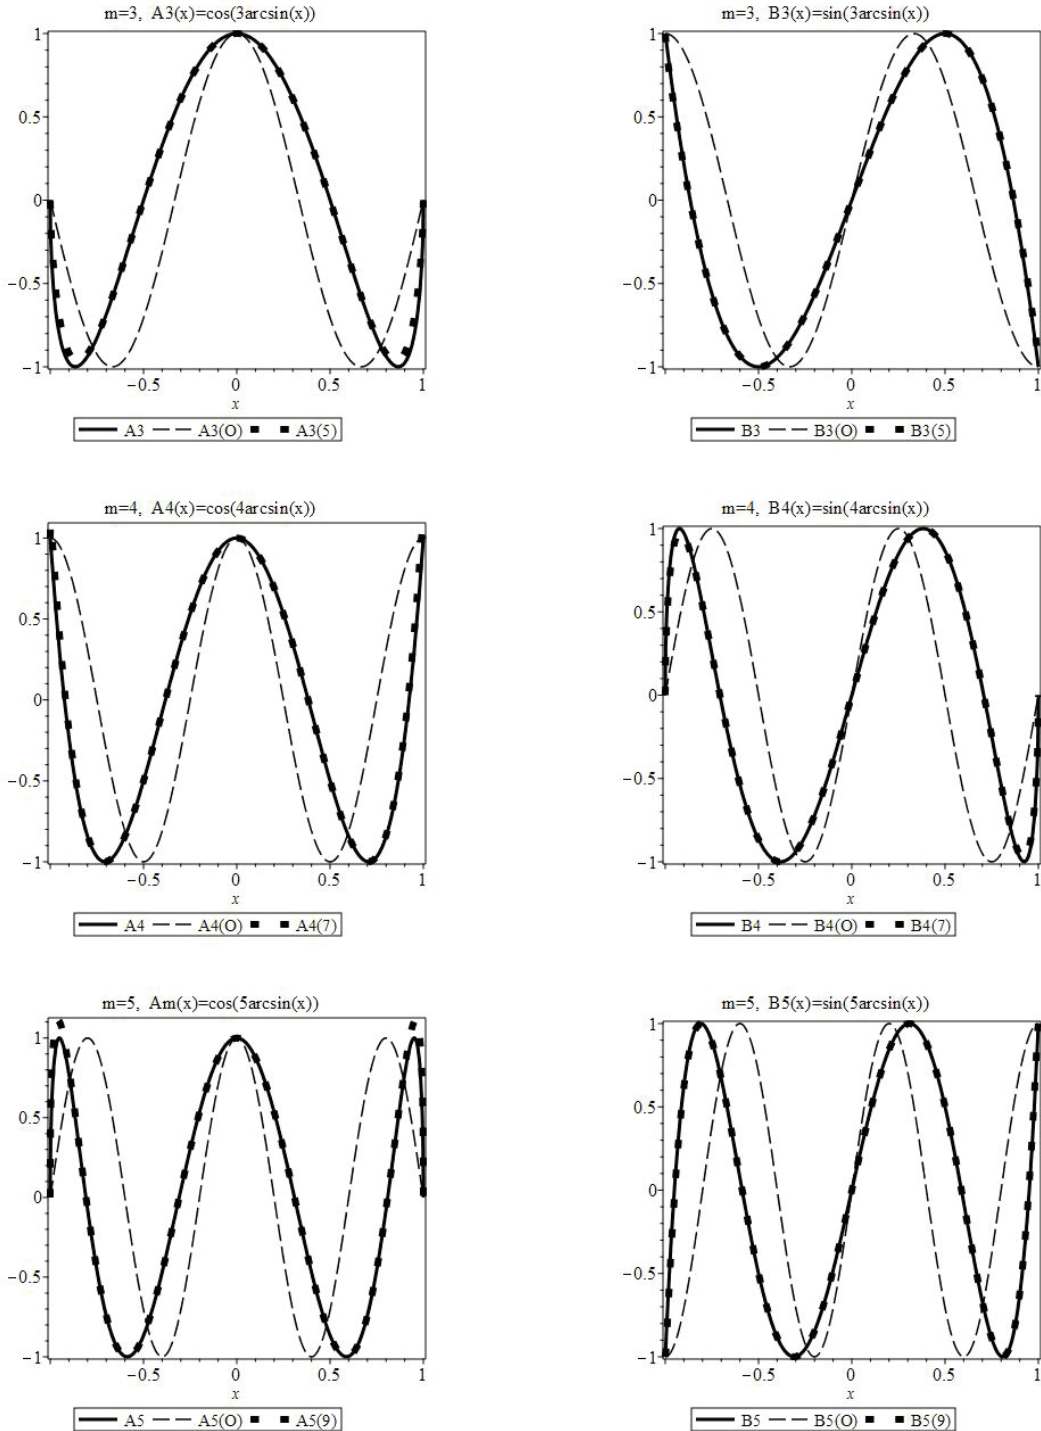 m=3, A3(x)=cos(3arcsin(x))
1
0.5
0
−0.5
−1
−0.5 0 0.5 1
x
A3 A3(O) A3(5)
m=3, B3(x)=sin(3arcsin(x))
1
0.5
0
−0.5
−1
−0.5 0 0.5 1
x
B3 B3(O) B3(5)
m=4, A4(x)=cos(4arcsin(x))
1
0.5
0
−0.5
−1
−0.5 0 0.5 1
x
A4 A4(O) A4(7)
m=4, B4(x)=sin(4arcsin(x))
1
0.5
0
−0.5
−1
−0.5 0 0.5 1
x
B4 B4(O) B4(7)
m=5, Am(x)=cos(5arcsin(x))
1
0.5
0
−0.5
−1
−0.5 0 0.5 1
x
A5 A5(O) A5(9)
m=5, B5(x)=sin(5arcsin(x))
1
0.5
0
−0.5
−1
−0.5 0 0.5 1
x
B5 B5(O) B5(9)